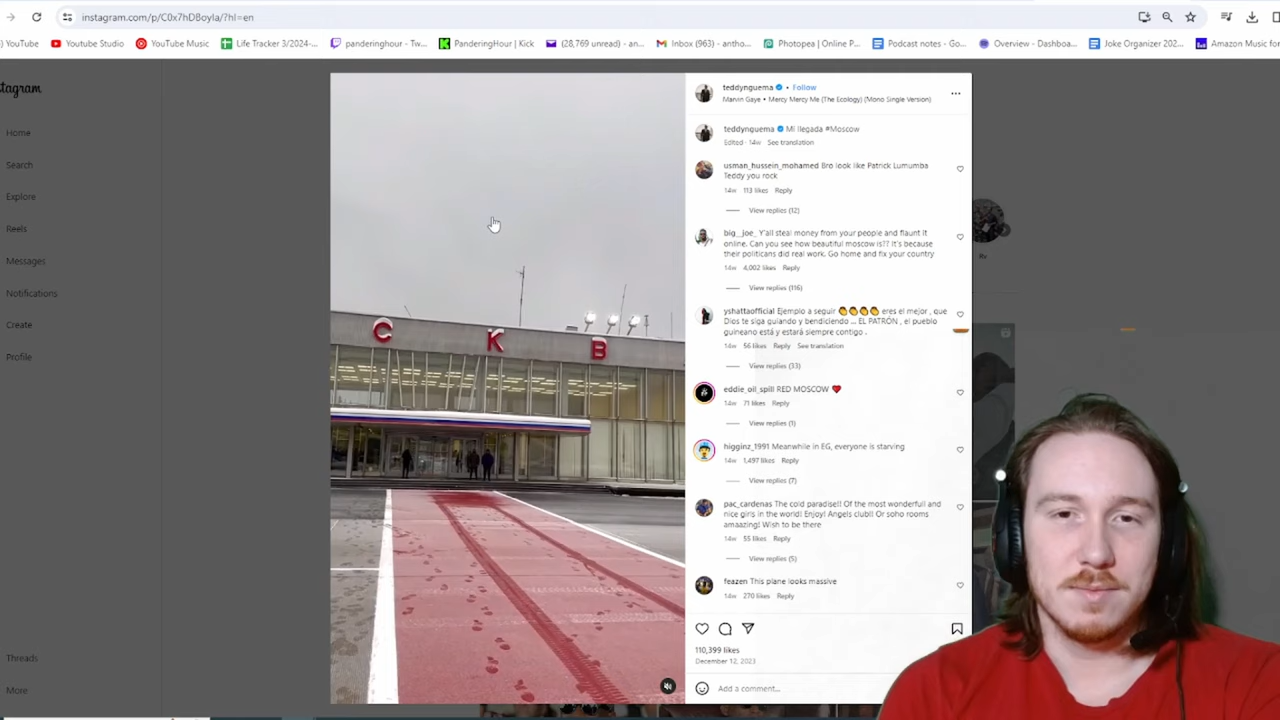 instagram.com/p/C0x7hDBoyla/?hl=en
) YouTube
YouTube Studio
YouTube Music
Life Tracker 3/2024-...
panderinghour - Tw...
PanderingHour | Kick
(28,769 unread) - an...
Inbox (963) - antho...
Photopea | Online P...
Podcast notes - Go...
Overview - Dashboa...
Joke Organizer 202...
Amazon Music fo
stagram
Home
Search
Explore
Reels
Messages
Notifications
Create
Profile
Threads
More
С К В
teddynguema • Follow
Marvin Gaye • Mercy Mercy Me (The Ecology) (Mono Single Version)
teddynguema Mi llegada #Moscow
Edited · 14w See translation
usman_hussein_mohamed Bro look like Patrick Lumumba
Teddy you rock
14w 113 likes Reply
View replies (12)
big__joe_ Y'all steal money from your people and flaunt it
online. Can you see how beautiful moscow is?? It's because
their politicans did real work. Go home and fix your country
14w 4,002 likes Reply
View replies (116)
yshattaofficial Ejemplo a seguir 👏👏👏👏 eres el mejor , que
Dios te siga guiando y bendiciendo ... EL PATRÓN , el pueblo
guineano está y estará siempre contigo .
14w 56 likes Reply See translation
View replies (33)
eddie_oil_spill RED MOSCOW ❤️
14w 71 likes Reply
View replies (1)
higginz_1991 Meanwhile in EG, everyone is starving
14w 1,497 likes Reply
View replies (7)
pac_cardenas The cold paradise!! Of the most wonderful and
nice girls in the world! Enjoy! Angels club!! Or soho rooms
amaazing! Wish to be there
14w 55 likes Reply
View replies (5)
feazen This plane looks massive
14w 270 likes Reply
110,399 likes
December 12, 2023
Add a comment...